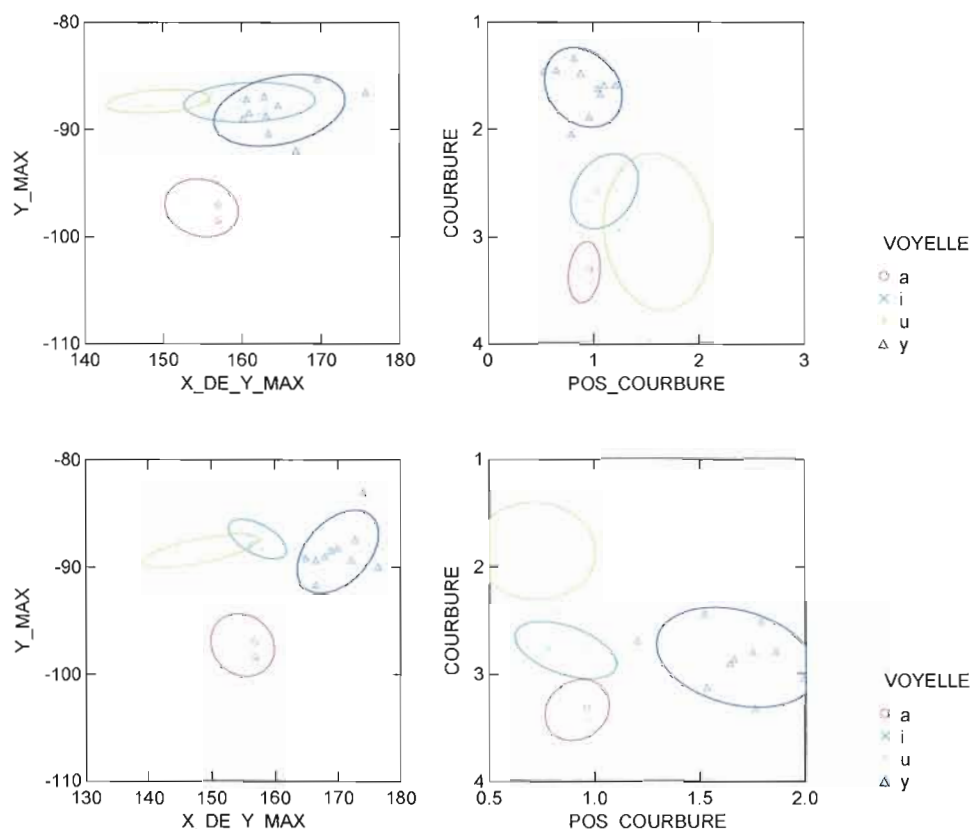 -80
-90
-100
-110
Y_MAX
140 150 160 170 180
X_DE_Y_MAX
1
2
3
4
COURBURE
0 1 2 3
POS_COURBURE
VOYELLE
a
i
u
y
-80
-90
-100
-110
Y_MAX
130 140 150 160 170 180
X_DE_Y_MAX
1
2
3
4
COURBURE
0.5 1.0 1.5 2.0
POS_COURBURE
VOYELLE
a
i
u
y